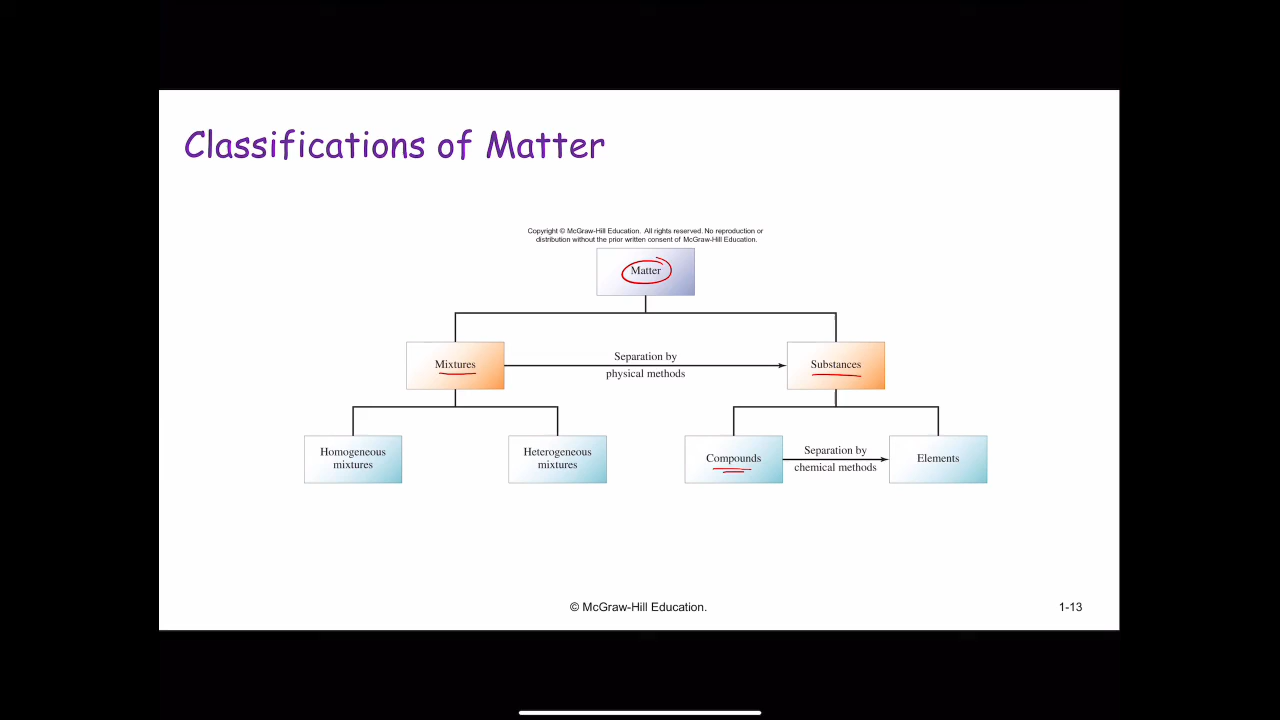 Classifications of Matter
Copyright © McGraw-Hill Education. All rights reserved. No reproduction or
distribution without the prior written consent of McGraw-Hill Education.
Matter
Mixtures
Separation by
physical methods
Substances
Homogeneous
mixtures
Heterogeneous
mixtures
Compounds
Separation by
chemical methods
Elements
© McGraw-Hill Education.
1-13